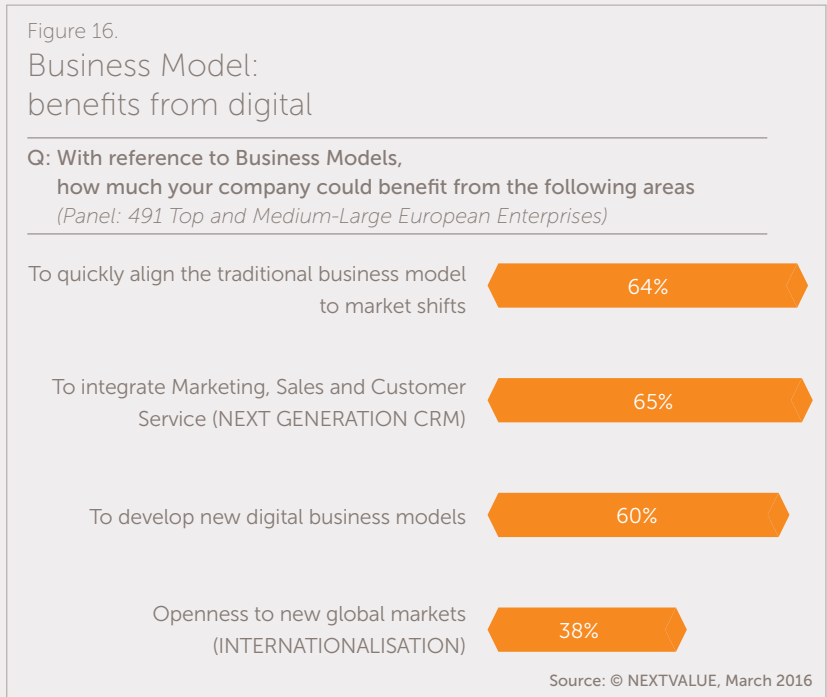 Figure 16.
Business Model:
benefits from digital
Q: With reference to Business Models,
how much your company could benefit from the following areas
(Panel: 491 Top and Medium-Large European Enterprises)
To quickly align the traditional business model
to market shifts
64%
To integrate Marketing, Sales and Customer
Service (NEXT GENERATION CRM)
65%
To develop new digital business models
60%
Openness to new global markets
(INTERNATIONALISATION)
38%
Source: © NEXTVALUE, March 2016